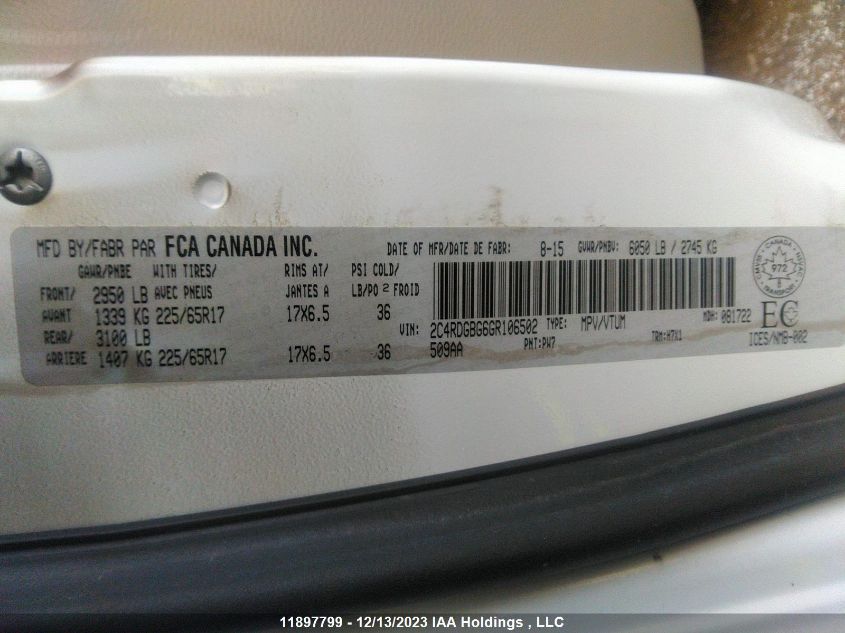 MFD BY/FABR PAR FCA CANADA INC. DATE OF MFR/DATE DE FABR: 8-15 GVWR/PNBV: 6050 LB / 2745 KG
GAWR/PNBE WITH TIRES/ RIMS AT/ PSI COLD/
FRONT/ 2950 LB AVEC PNEUS JANTES A LB/PO 2 FROID
AVANT 1339 KG 225/65R17 17X6.5 36
REAR/ 3100 LB
ARRIERE 1407 KG 225/65R17 17X6.5 36
VIN: 2C4RDGBG6GR106502 TYPE: MPV/VTUM MDH: 081722
509AA PNT:PW7 TRM:H7X1
CANADA
972
TRANSPORT
EC
ICES/NMB-002
11897799 - 12/13/2023 IAA Holdings , LLC